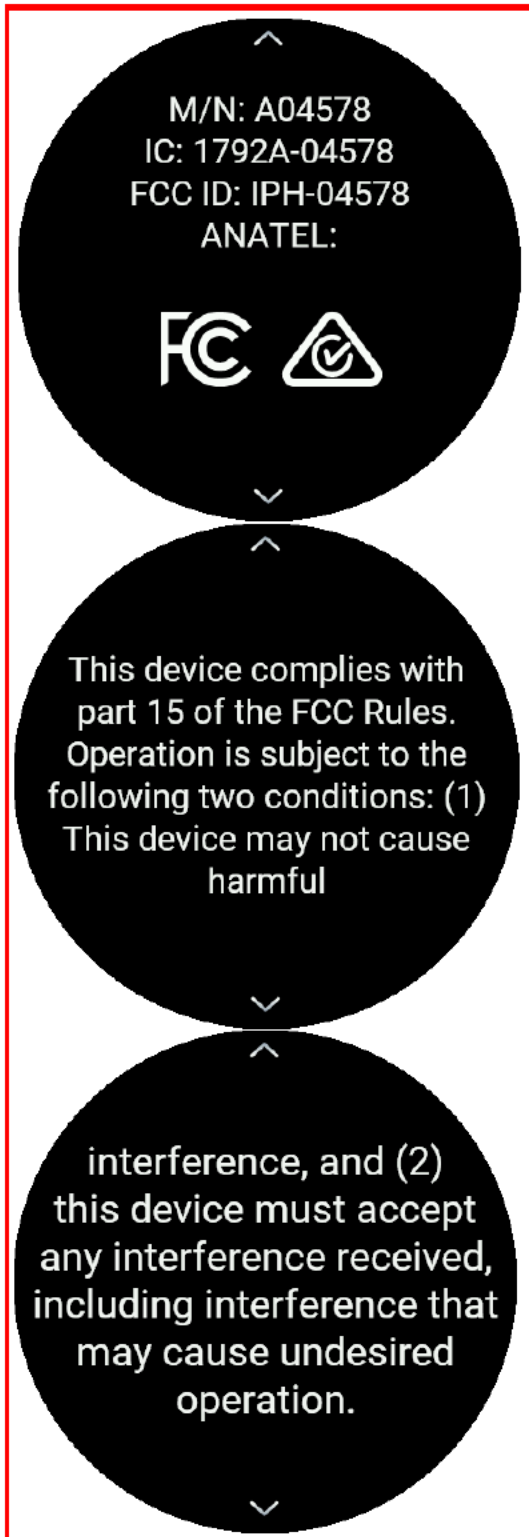 M/N: A04578
IC: 1792A-04578
FCC ID: IPH-04578
ANATEL:
FC
This device complies with
part 15 of the FCC Rules.
Operation is subject to the
following two conditions: (1)
This device may not cause
harmful
interference, and (2)
this device must accept
any interference received,
including interference that
may cause undesired
operation.